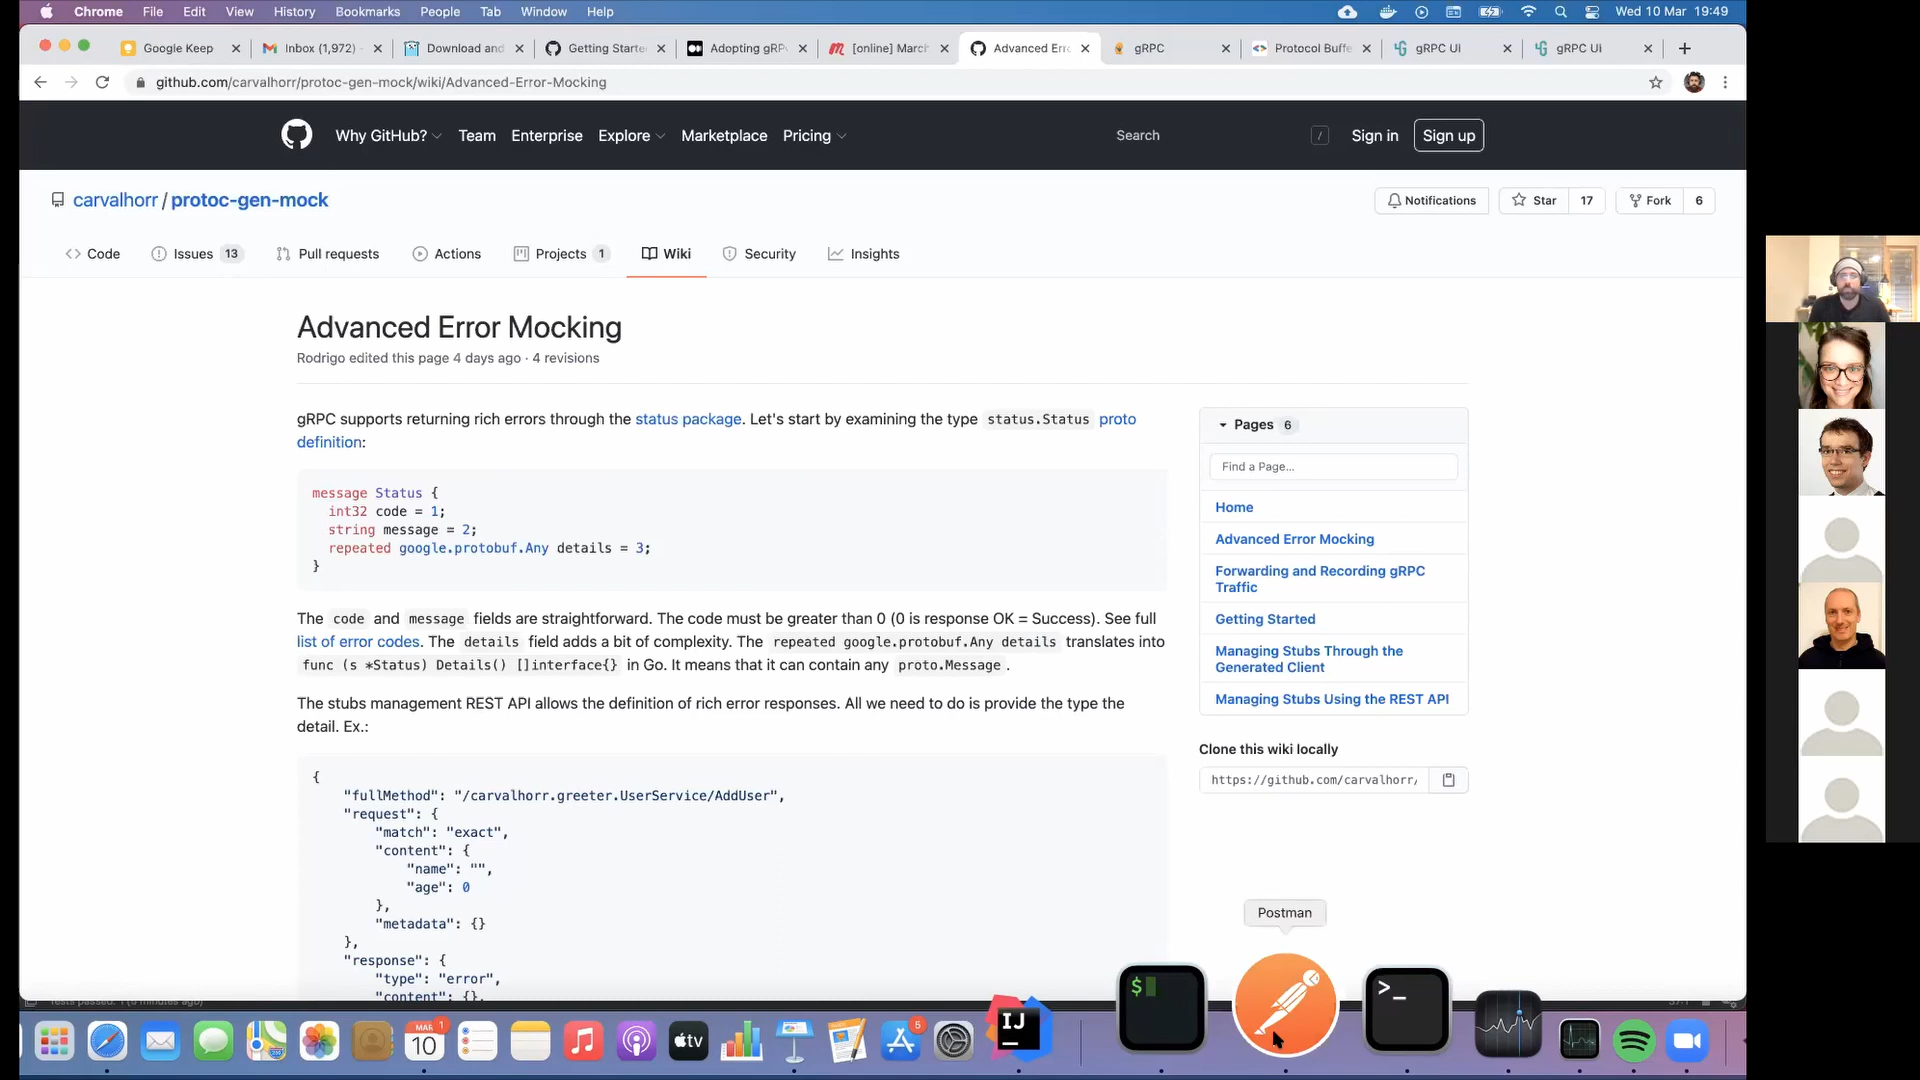 Chrome File Edit View History Bookmarks People Tab Window Help Wed 10 Mar 19:49
Google Keep Inbox (1,972) - Download and Getting Starte Adopting gRP [online] March Advanced Err gRPC Protocol Buffe gRPC UI gRPC UI
github.com/carvalhorr/protoc-gen-mock/wiki/Advanced-Error-Mocking
Why GitHub? Team Enterprise Explore Marketplace Pricing Search / Sign in Sign up
carvalhorr / protoc-gen-mock Notifications Star 17 Fork 6
Code Issues 13 Pull requests Actions Projects 1 Wiki Security Insights
Advanced Error Mocking
Rodrigo edited this page 4 days ago · 4 revisions
gRPC supports returning rich errors through the status package. Let's start by examining the type status.Status proto
definition:
message Status {
int32 code = 1;
string message = 2;
repeated google.protobuf.Any details = 3;
}
The code and message fields are straightforward. The code must be greater than 0 (0 is response OK = Success). See full
list of error codes. The details field adds a bit of complexity. The repeated google.protobuf.Any details translates into
func (s *Status) Details() []interface{} in Go. It means that it can contain any proto.Message.
The stubs management REST API allows the definition of rich error responses. All we need to do is provide the type the
detail. Ex.:
{
"fullMethod": "/carvalhorr.greeter.UserService/AddUser",
"request": {
"match": "exact",
"content": {
"name": "",
"age": 0
},
"metadata": {}
},
"response": {
"type": "error",
"content": {},
Pages 6
Find a Page...
Home
Advanced Error Mocking
Forwarding and Recording gRPC
Traffic
Getting Started
Managing Stubs Through the
Generated Client
Managing Stubs Using the REST API
Clone this wiki locally
https://github.com/carvalhorr/
Postman
MAR 1
10
tv
5
IJ
$
>_